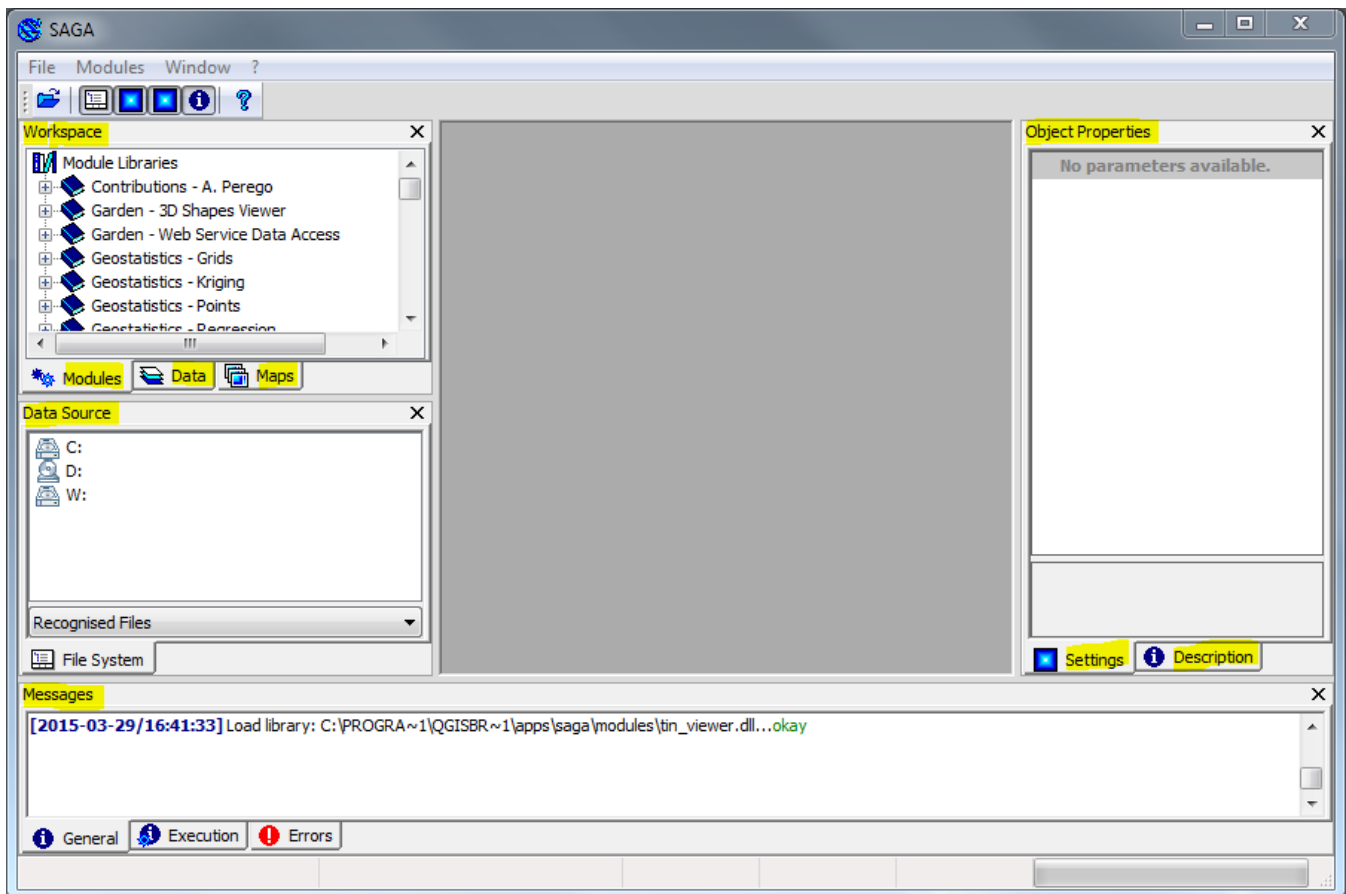 SAGA
File Modules Window ?
Workspace
Module Libraries
Contributions - A. Perego
Garden - 3D Shapes Viewer
Garden - Web Service Data Access
Geostatistics - Grids
Geostatistics - Kriging
Geostatistics - Points
Geostatistics - Regression
Modules Data Maps
Data Source
C:
D:
W:
Recognised Files
File System
Object Properties
No parameters available.
Settings Description
Messages
[2015-03-29/16:41:33] Load library: C:\PROGRA~1\QGISBR~1\apps\saga\modules\tin_viewer.dll...okay
General Execution Errors